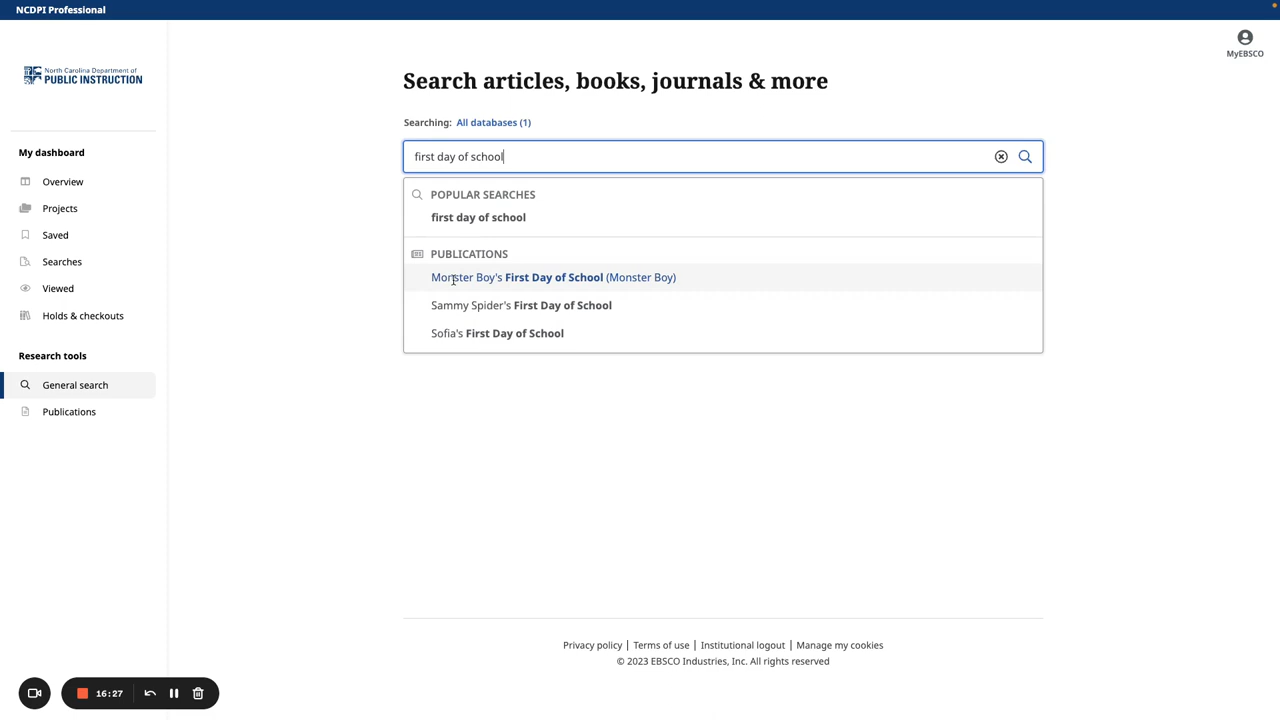 NCDPI Professional
MyEBSCO
North Carolina Department of
PUBLIC INSTRUCTION
Search articles, books, journals & more
Searching: All databases (1)
first day of school
POPULAR SEARCHES
first day of school
PUBLICATIONS
Monster Boy's First Day of School (Monster Boy)
Sammy Spider's First Day of School
Sofia's First Day of School
My dashboard
Overview
Projects
Saved
Searches
Viewed
Holds & checkouts
Research tools
General search
Publications
Privacy policy | Terms of use | Institutional logout | Manage my cookies
© 2023 EBSCO Industries, Inc. All rights reserved
16:27